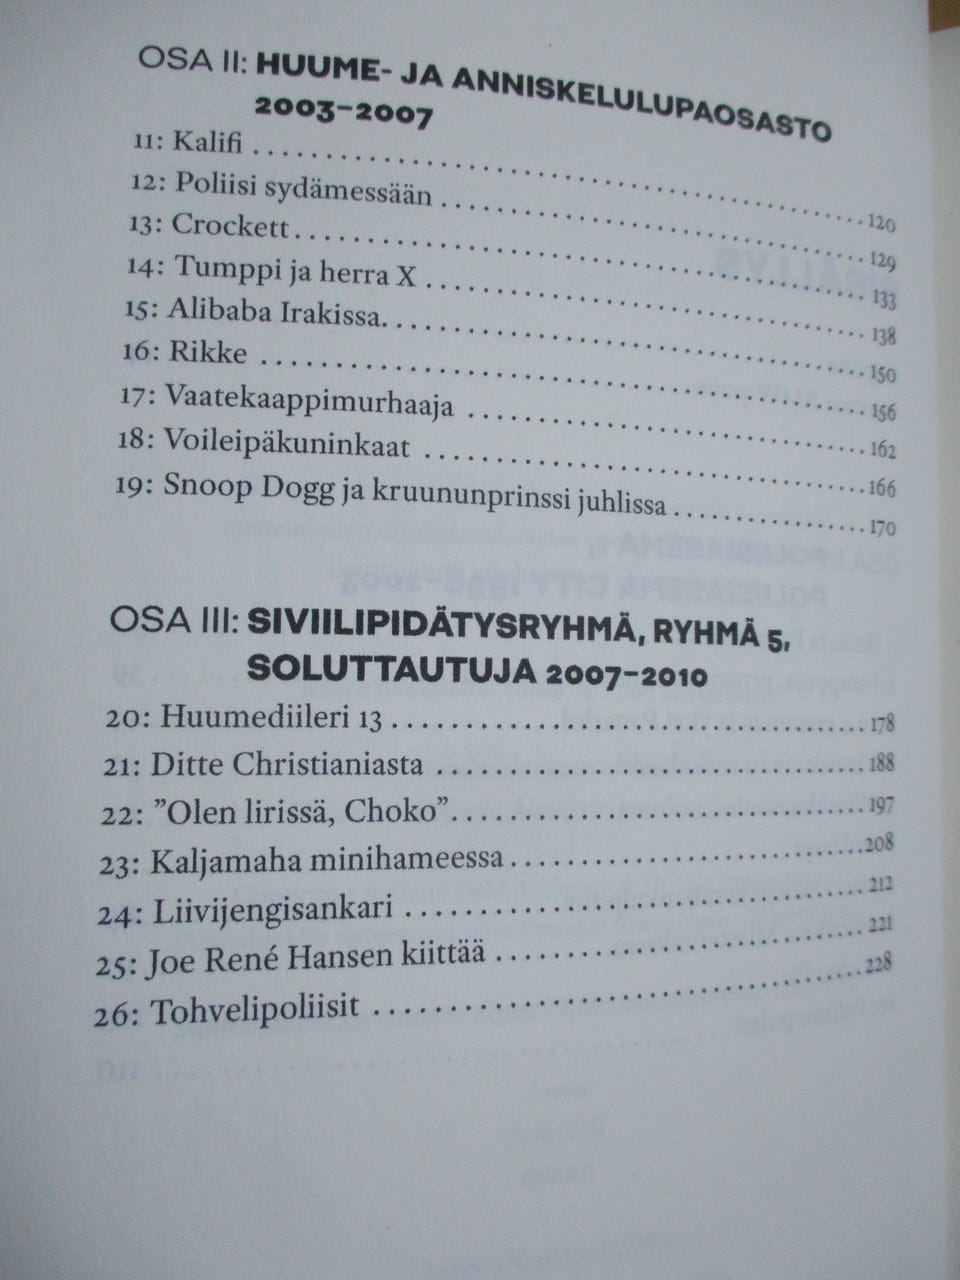 OSA II: HUUME- JA ANNISKELULUPAOSASTO
2003–2007
11: Kalifi . . . . . . . . . . 120
12: Poliisi sydämessään . . . . . . . . . . 129
13: Crockett . . . . . . . . . . 133
14: Tumppi ja herra X . . . . . . . . . . 138
15: Alibaba Irakissa. . . . . . . . . . 150
16: Rikke . . . . . . . . . . 156
17: Vaatekaappimurhaaja . . . . . . . . . . 162
18: Voileipäkuninkaat . . . . . . . . . . 166
19: Snoop Dogg ja kruununprinssi juhlissa . . . . . . . . . . 170
OSA III: SIVIILIPIDÄTYSRYHMÄ, RYHMÄ 5,
SOLUTTAUTUJA 2007–2010
20: Huumediileri 13 . . . . . . . . . . 178
21: Ditte Christianiasta . . . . . . . . . . 188
22: ”Olen lirissä, Choko”. . . . . . . . . . 197
23: Kaljamaha minihameessa . . . . . . . . . . 208
24: Liivijengisankari . . . . . . . . . . 212
25: Joe René Hansen kiittää . . . . . . . . . . 221
26: Tohvelipoliisit . . . . . . . . . . 228